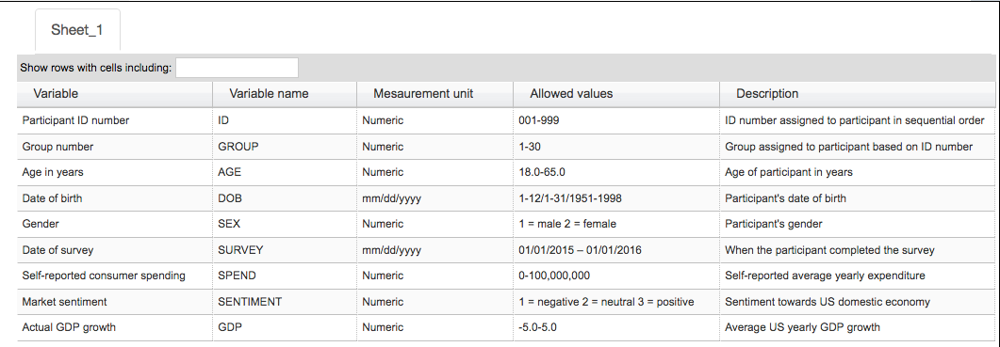 Sheet_1
Show rows with cells including:
Variable Variable name Mesaurement unit Allowed values Description
Participant ID number ID Numeric 001-999 ID number assigned to participant in sequential order
Group number GROUP Numeric 1-30 Group assigned to participant based on ID number
Age in years AGE Numeric 18.0-65.0 Age of participant in years
Date of birth DOB mm/dd/yyyy 1-12/1-31/1951-1998 Participant's date of birth
Gender SEX Numeric 1 = male 2 = female Participant's gender
Date of survey SURVEY mm/dd/yyyy 01/01/2015 – 01/01/2016 When the participant completed the survey
Self-reported consumer spending SPEND Numeric 0-100,000,000 Self-reported average yearly expenditure
Market sentiment SENTIMENT Numeric 1 = negative 2 = neutral 3 = positive Sentiment towards US domestic economy
Actual GDP growth GDP Numeric -5.0-5.0 Average US yearly GDP growth